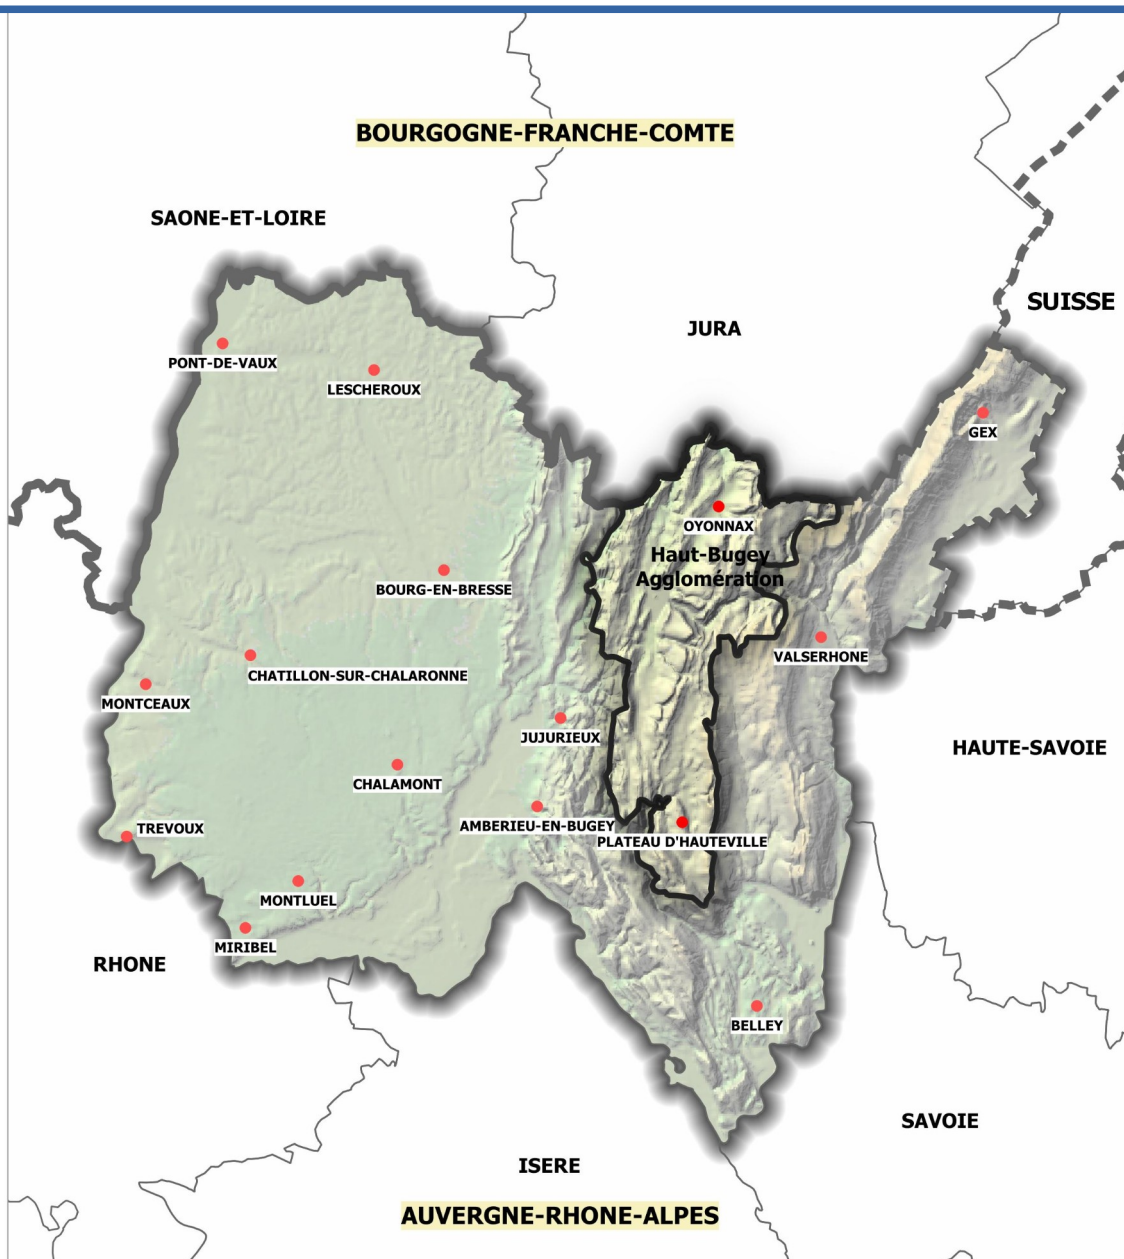 BOURGOGNE-FRANCHE-COMTE
SAONE-ET-LOIRE
SUISSE
JURA
PONT-DE-VAUX
LESCHEROUX
GEX
OYONNAX
Haut-Bugey
Agglomération
BOURG-EN-BRESSE
VALSERHONE
CHATILLON-SUR-CHALARONNE
MONTCEAUX
JUJURIEUX
HAUTE-SAVOIE
CHALAMONT
TREVOUX
AMBERIEU-EN-BUGEY
PLATEAU D'HAUTEVILLE
MONTLUEL
MIRIBEL
RHONE
BELLEY
SAVOIE
ISERE
AUVERGNE-RHONE-ALPES